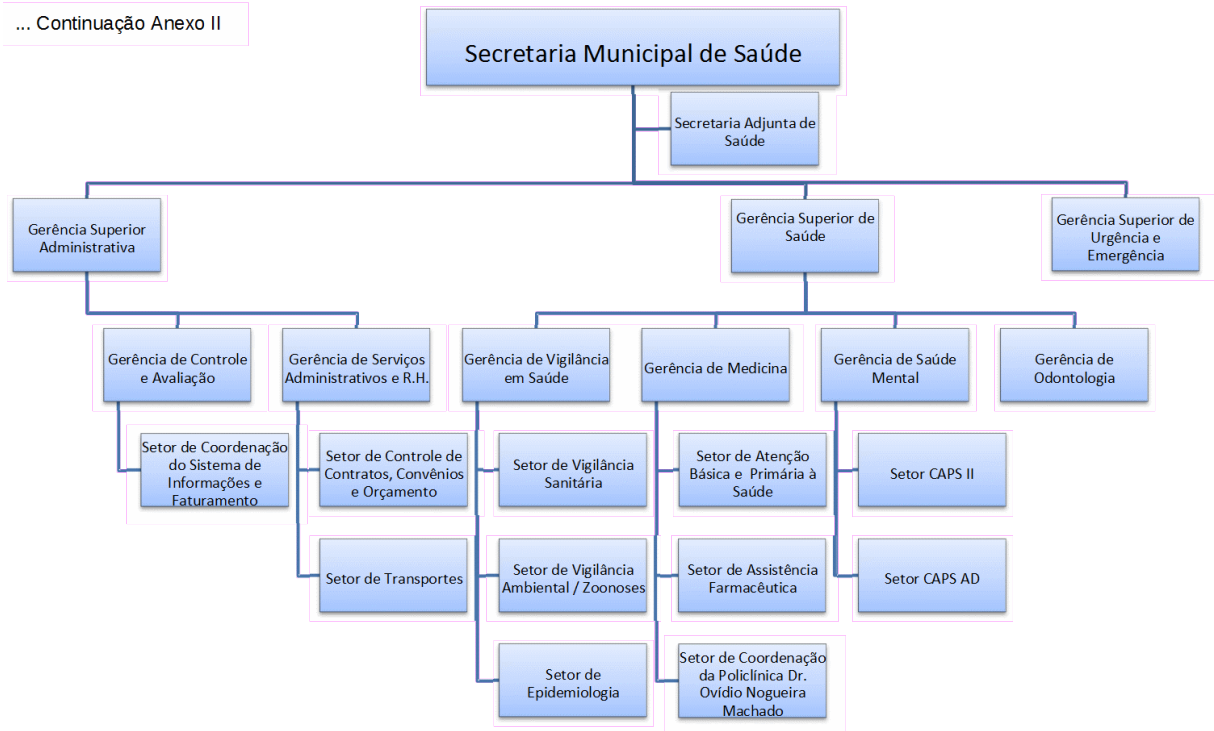 ... Continuação Anexo II
Secretaria Municipal de Saúde
Secretaria Adjunta de
Saúde
Gerência Superior
Administrativa
Gerência Superior de
Saúde
Gerência Superior de
Urgência e
Emergência
Gerência de Controle
e Avaliação
Gerência de Serviços
Administrativos e R.H.
Gerência de Vigilância
em Saúde
Gerência de Medicina
Gerência de Saúde
Mental
Gerência de
Odontologia
Setor de Coordenação
do Sistema de
Informações e
Faturamento
Setor de Controle de
Contratos, Convênios
e Orçamento
Setor de Vigilância
Sanitária
Setor de Atenção
Básica e Primária à
Saúde
Setor CAPS II
Setor de Transportes
Setor de Vigilância
Ambiental / Zoonoses
Setor de Assistência
Farmacêutica
Setor CAPS AD
Setor de
Epidemiologia
Setor de Coordenação
da Policlínica Dr.
Ovídio Nogueira
Machado